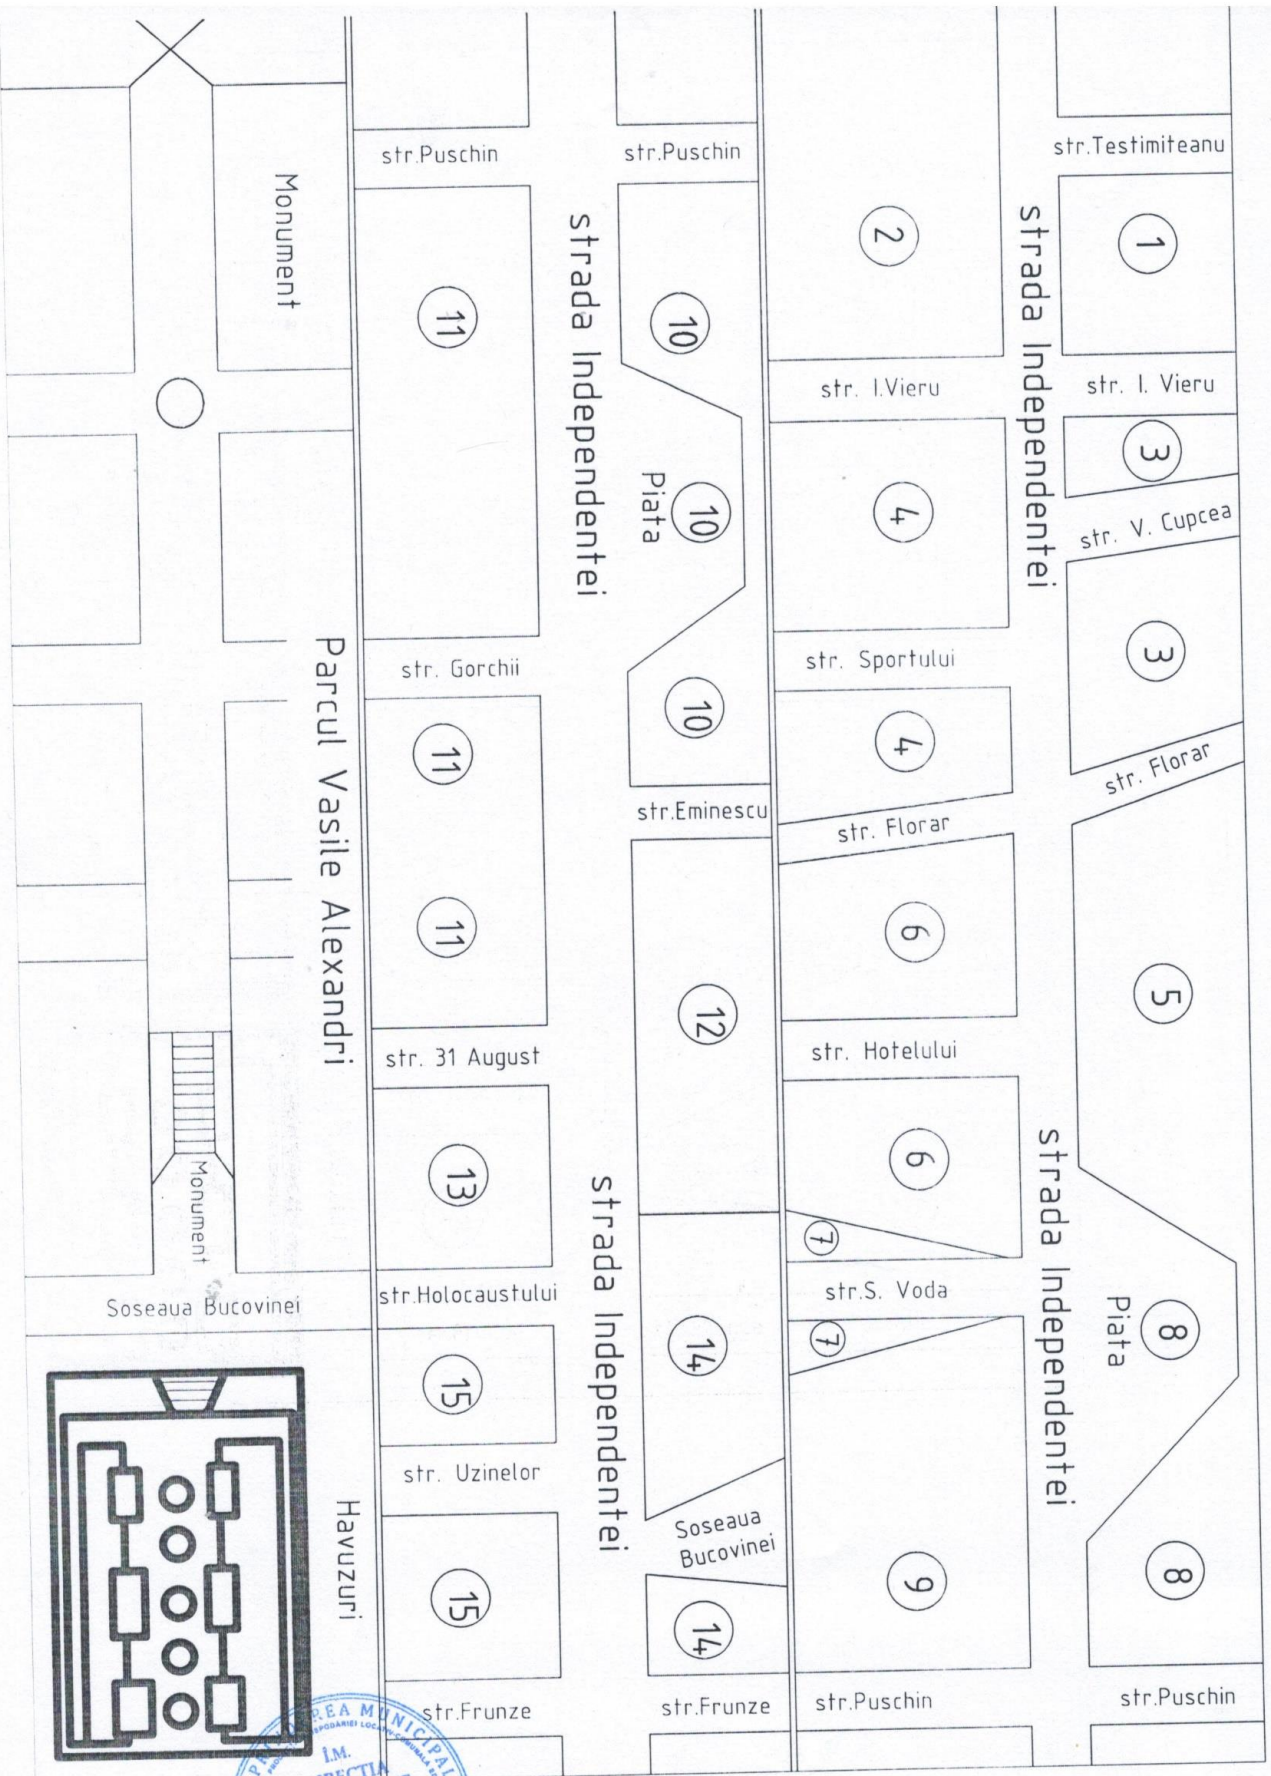 str.Puschin
str.Puschin
str.Testimiteanu
Monument
strada Independentei
2
strada Independentei
1
11
10
str. I.Vieru
str. I. Vieru
3
Piata
10
4
str. V. Cupcea
3
Parcul Vasile Alexandri
str. Gorchii
10
str. Sportului
11
4
str. Florar
str.Eminescu
str. Florar
11
6
5
12
str. 31 August
str. Hotelului
13
6
Monument
strada Independentei
strada Independentei
7
Soseaua Bucovinei
str.Holocaustului
str.S. Voda
Piata
8
15
14
7
str. Uzinelor
Havuzuri
Soseaua
Bucovinei
15
14
9
8
str.Frunze
str.Frunze
str.Puschin
str.Puschin
MUNICIPAL
Î.M.